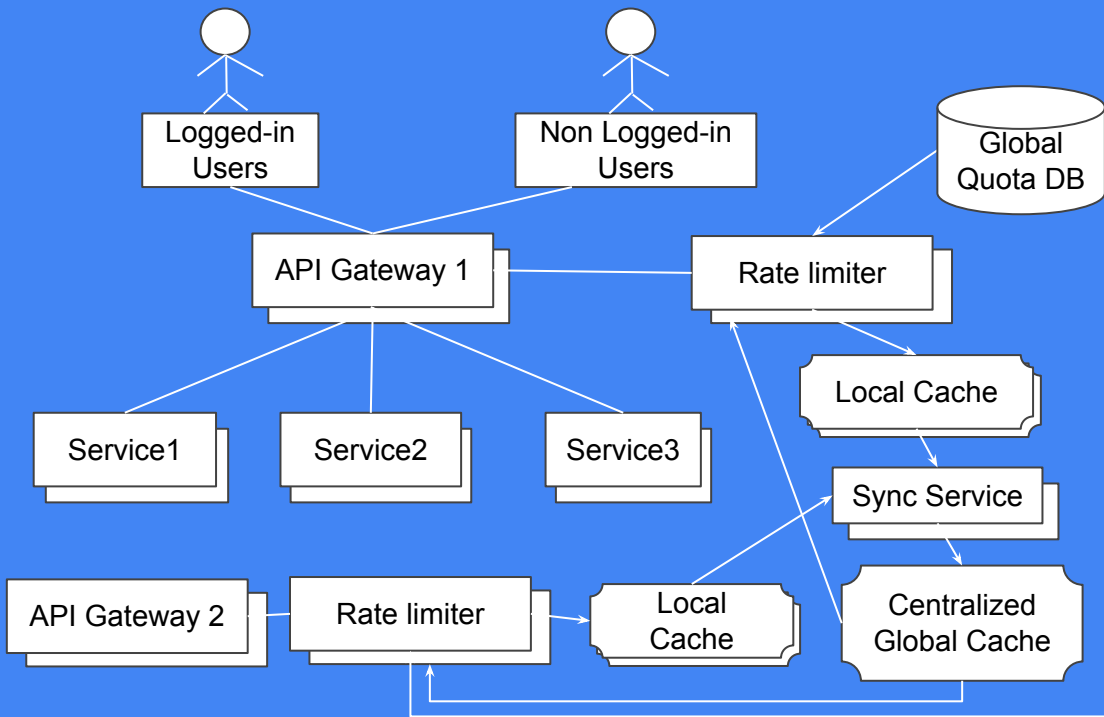 Logged-in
Users
Non Logged-in
Users
Global
Quota DB
API Gateway 1
Rate limiter
Local Cache
Service1
Service2
Service3
Sync Service
API Gateway 2
Rate limiter
Local
Cache
Centralized
Global Cache